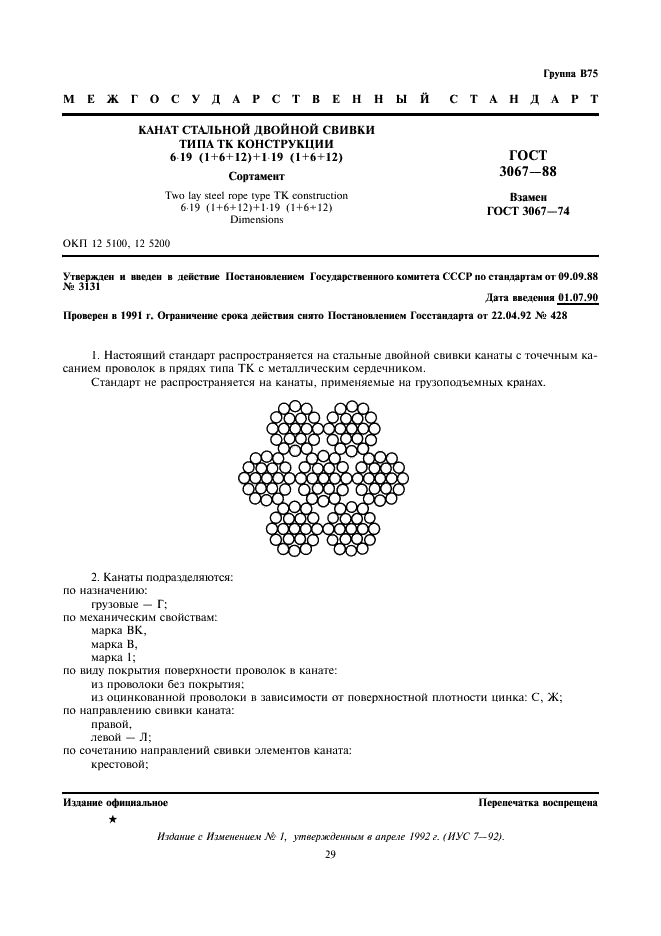 Группа В75
МЕЖГОСУДАРСТВЕННЫЙ СТАНДАРТ
КАНАТ СТАЛЬНОЙ ДВОЙНОЙ СВИВКИ
ТИПА ТК КОНСТРУКЦИИ
6·19 (1+6+12)+1·19 (1+6+12)
Сортамент
Two lay steel rope type TK construction
6·19 (1+6+12)+1·19 (1+6+12)
Dimensions
ГОСТ
3067—88
Взамен
ГОСТ 3067—74
ОКП 12 5100, 12 5200
Утвержден и введен в действие Постановлением Государственного комитета СССР по стандартам от 09.09.88
№ 3131
Дата введения 01.07.90
Проверен в 1991 г. Ограничение срока действия снято Постановлением Госстандарта от 22.04.92 № 428
1. Настоящий стандарт распространяется на стальные двойной свивки канаты с точечным ка-
санием проволок в прядях типа ТК с металлическим сердечником.
Стандарт не распространяется на канаты, применяемые на грузоподъемных кранах.
2. Канаты подразделяются:
по назначению:
грузовые — Г;
по механическим свойствам:
марка ВК,
марка В,
марка 1;
по виду покрытия поверхности проволок в канате:
из проволоки без покрытия;
из оцинкованной проволоки в зависимости от поверхностной плотности цинка: С, Ж;
по направлению свивки каната:
правой,
левой — Л;
по сочетанию направлений свивки элементов каната:
крестовой;
Издание официальное
Перепечатка воспрещена
★
Издание с Изменением № 1, утвержденным в апреле 1992 г. (ИУС 7—92).
29